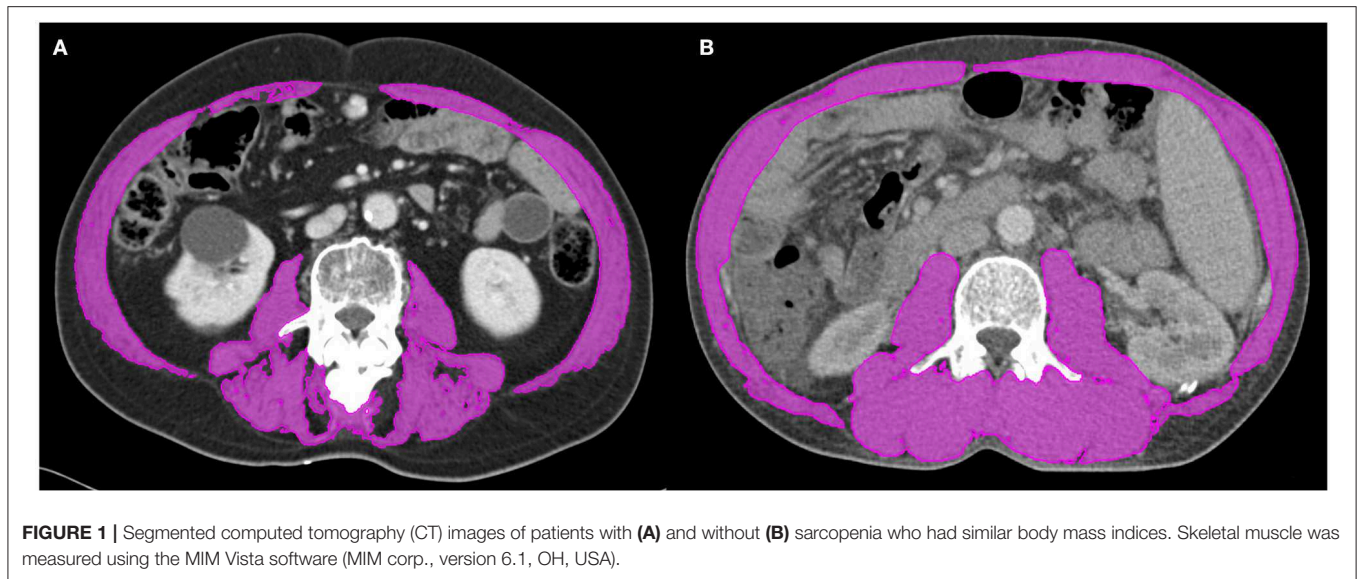 A
B
FIGURE 1 | Segmented computed tomography (CT) images of patients with (A) and without (B) sarcopenia who had similar body mass indices. Skeletal muscle was
measured using the MIM Vista software (MIM corp., version 6.1, OH, USA).